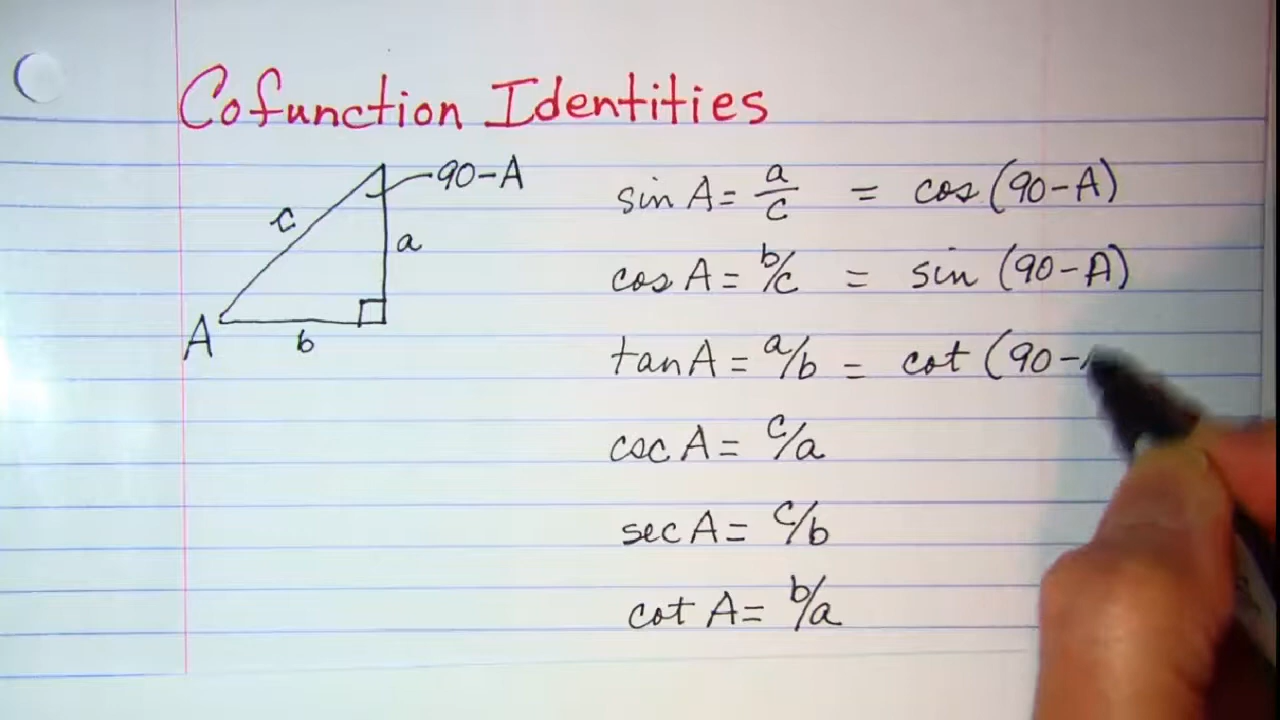 Cofunction Identities
90-A
c
a
A
b
sin A = a/c = cos (90-A)
cos A = b/c = sin (90-A)
tan A = a/b = cot (90-
csc A = c/a
sec A = c/b
cot A = b/a